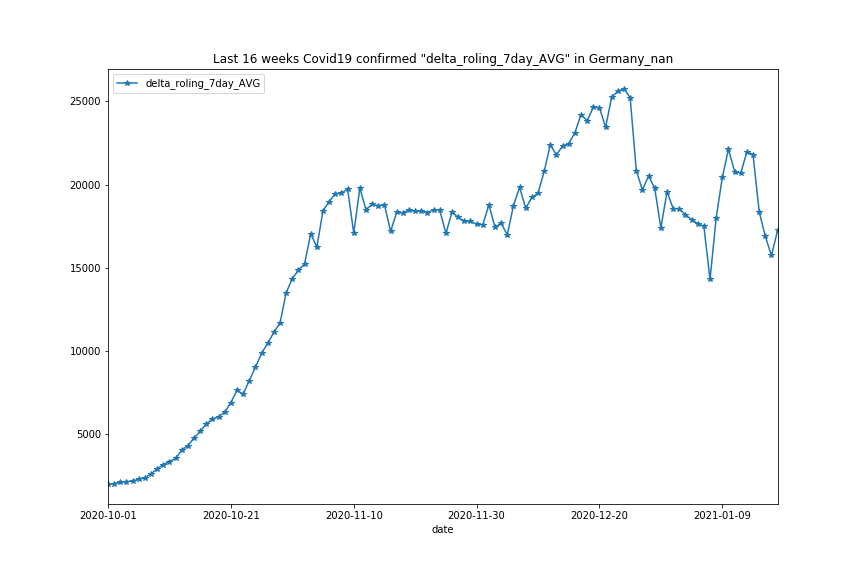 Last 16 weeks Covid19 confirmed "delta_roling_7day_AVG" in Germany_nan
delta_roling_7day_AVG
25000
20000
15000
10000
5000
2020-10-01 2020-10-21 2020-11-10 2020-11-30 2020-12-20 2021-01-09
date